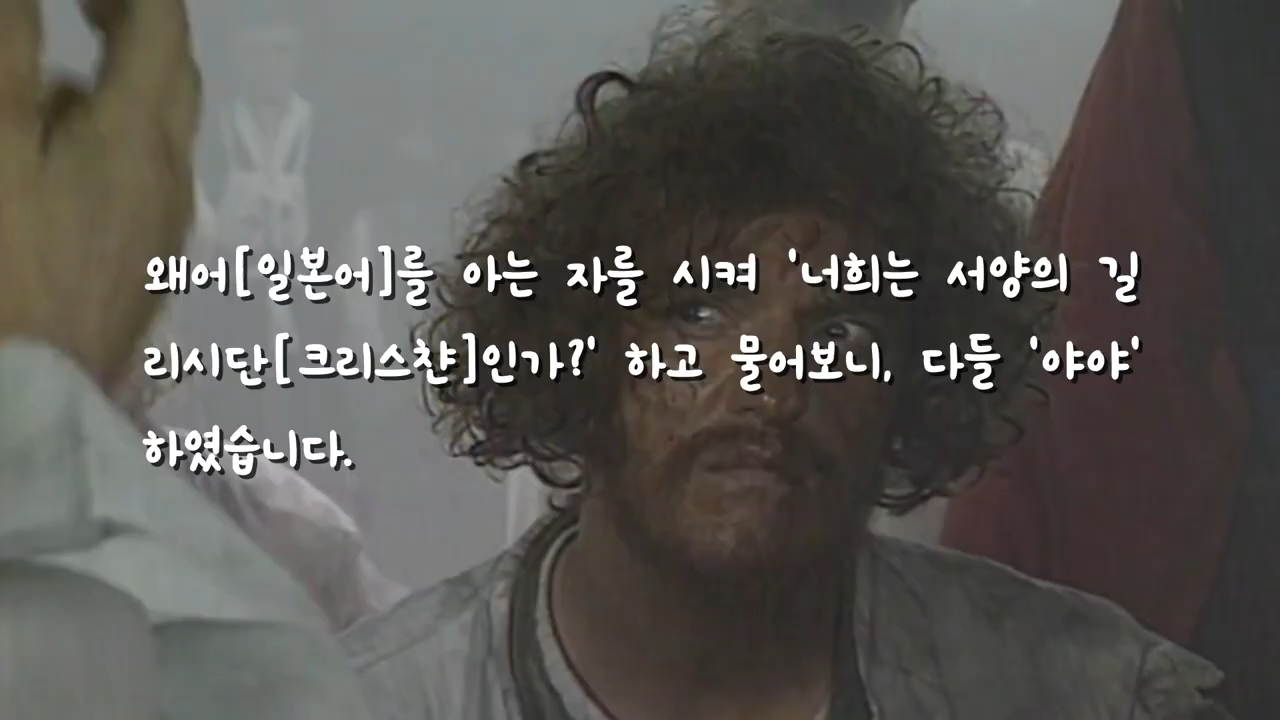 왜어[일본어]를 아는 자를 시켜 '너희는 서양의 길
리시단[크리스챤]인가?' 하고 물어보니, 다들 '야야'
하였습니다.